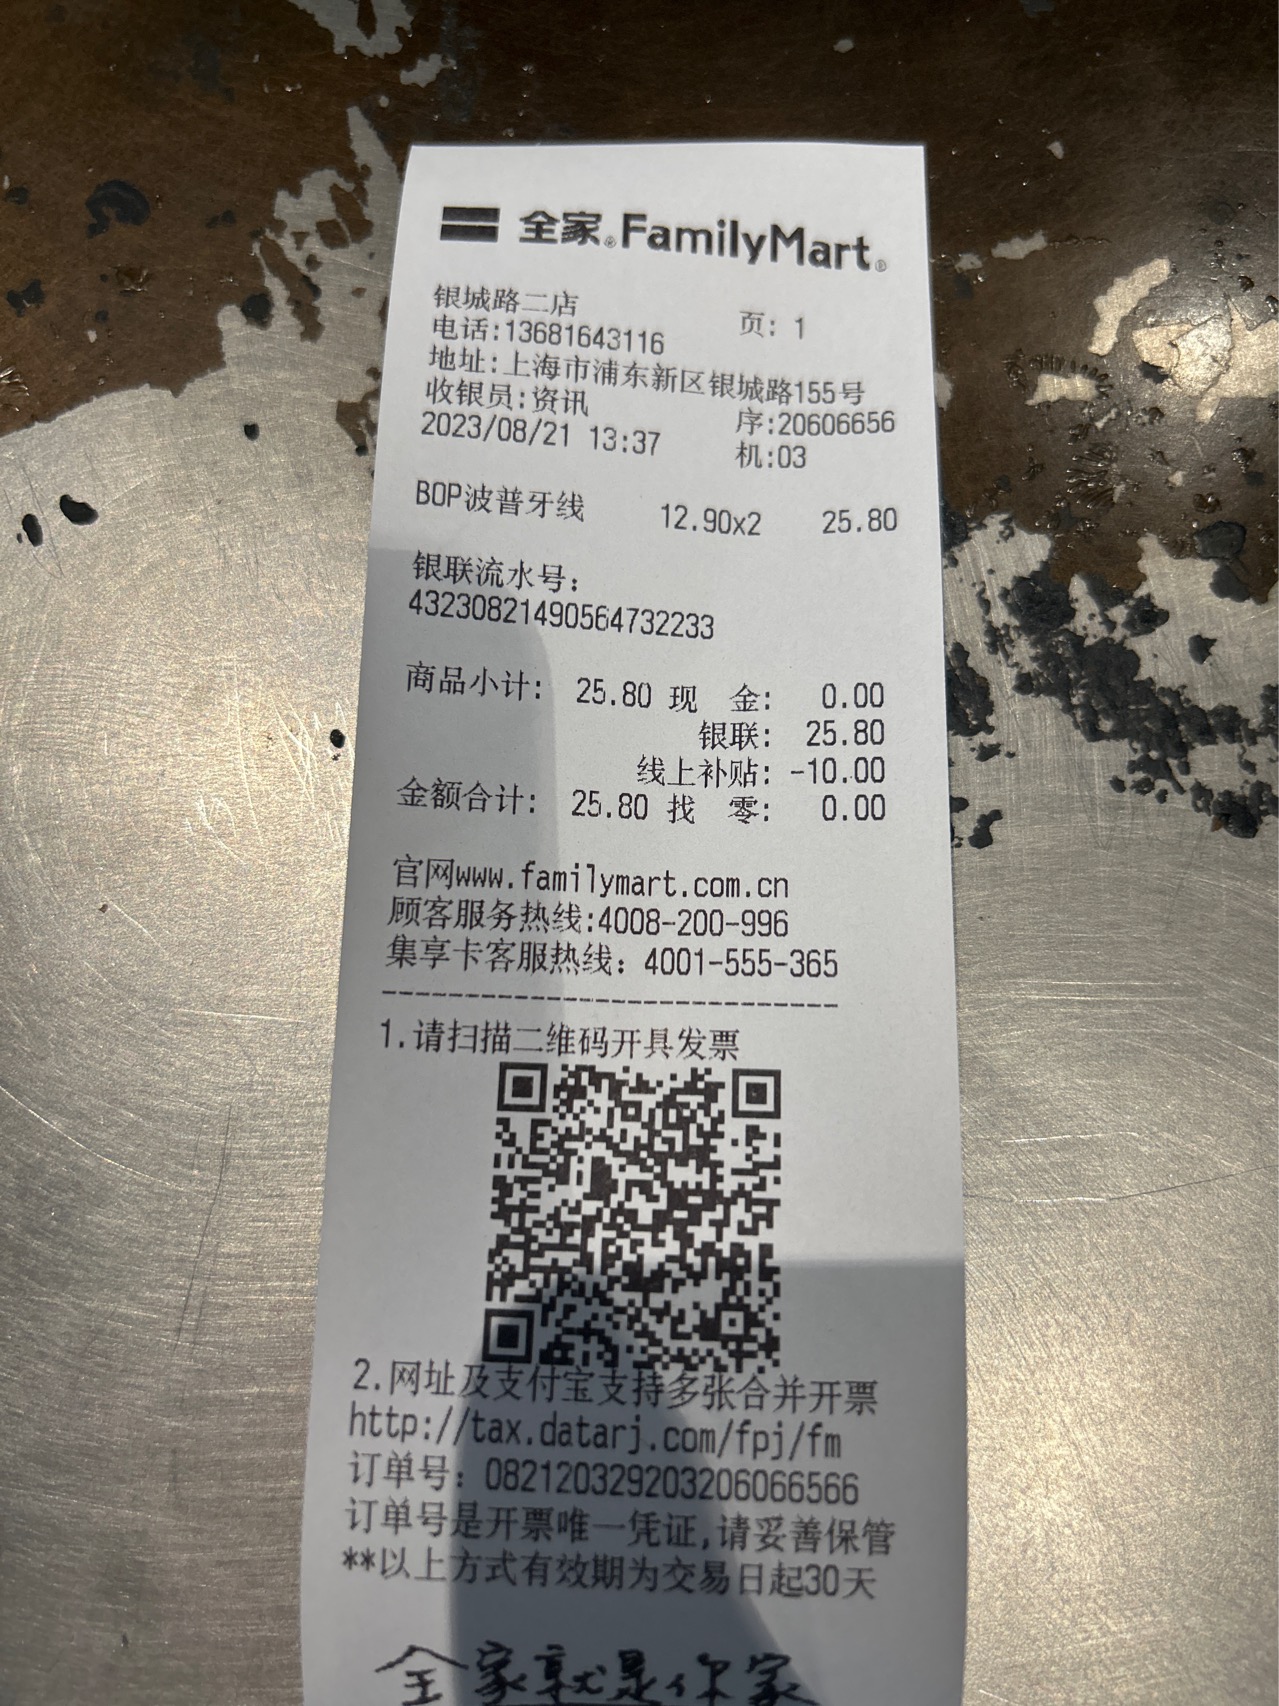 全家 FamilyMart
银城路二店 页: 1
电话:13681643116
地址:上海市浦东新区银城路155号
收银员:资讯 序:20606656
2023/08/21 13:37 机:03
BOP波普牙线 12.90x2 25.80
银联流水号:
43230821490564732233
商品小计: 25.80 现 金: 0.00
银联: 25.80
线上补贴: -10.00
金额合计: 25.80 找 零: 0.00
官网www.familymart.com.cn
顾客服务热线:4008-200-996
集享卡客服热线: 4001-555-365
--------------------------------
1.请扫描二维码开具发票
2.网址及支付宝支持多张合并开票
http://tax.datarj.com/fpj/fm
订单号: 082120329203206066566
订单号是开票唯一凭证,请妥善保管
**以上方式有效期为交易日起30天
全家就是你家